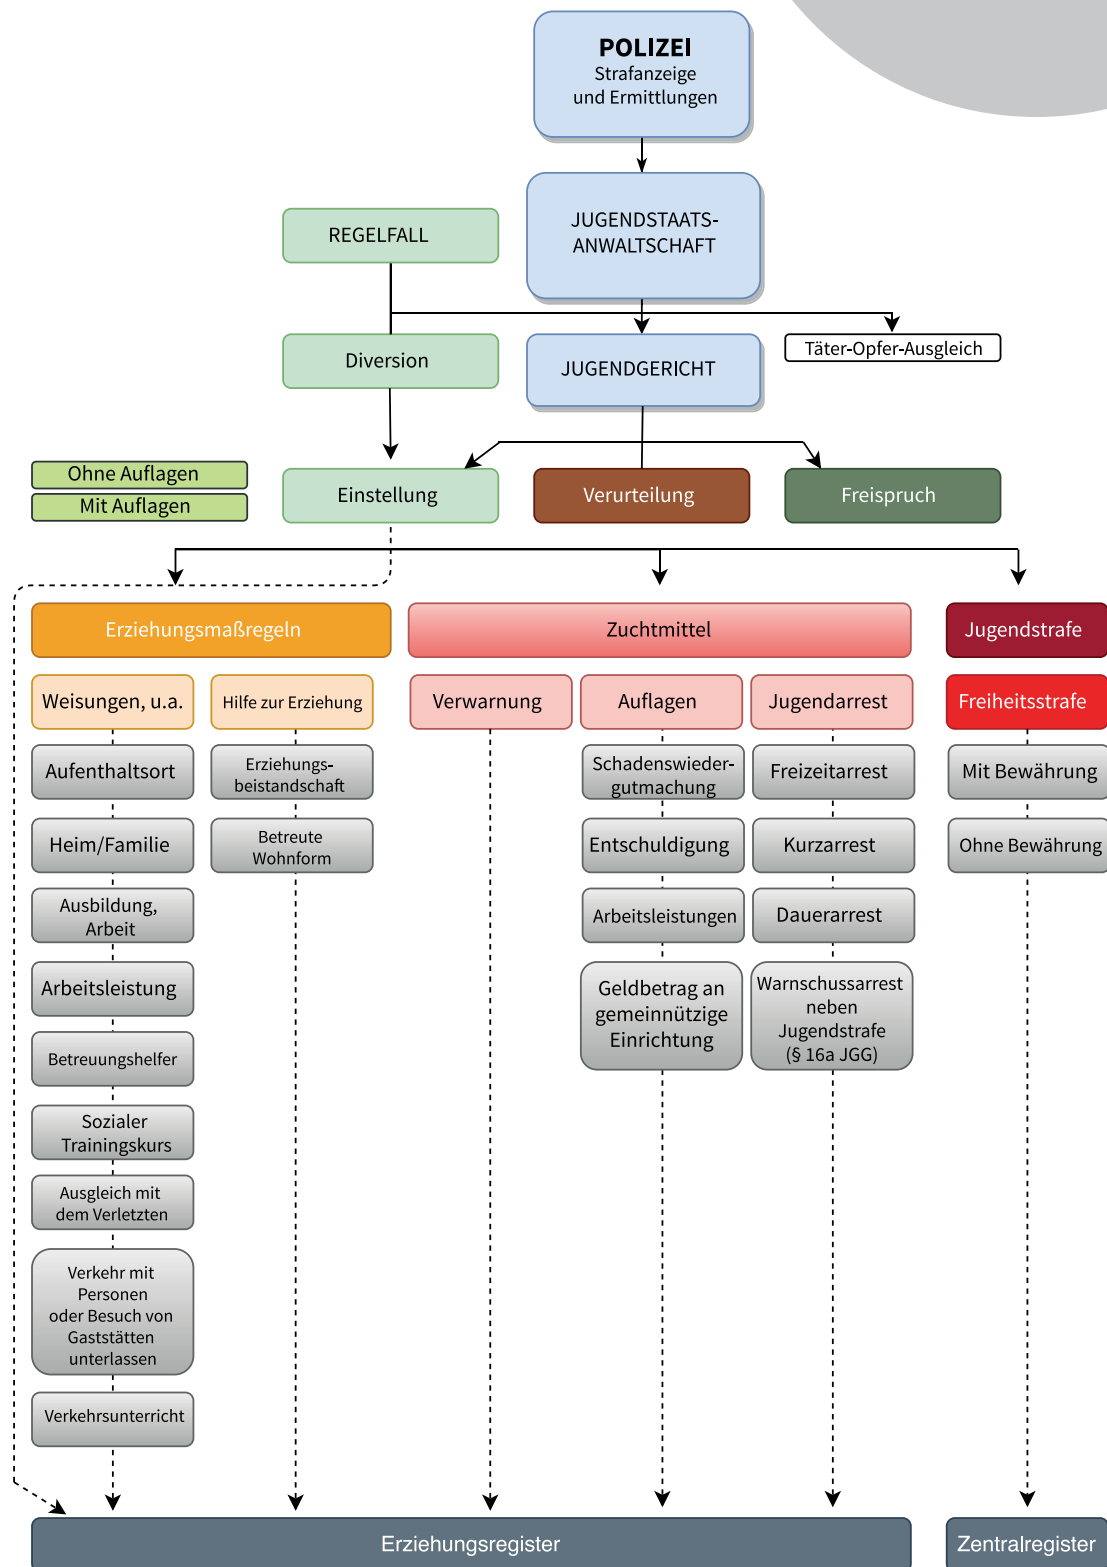 POLIZEI
Strafanzeige
und Ermittlungen
JUGENDSTAATS-
ANWALTSCHAFT
REGELFALL
Diversion
JUGENDGERICHT
Täter-Opfer-Ausgleich
Ohne Auflagen
Mit Auflagen
Einstellung
Verurteilung
Freispruch
Erziehungsmaßregeln
Zuchtmittel
Jugendstrafe
Weisungen, u.a.
Hilfe zur Erziehung
Verwarnung
Auflagen
Jugendarrest
Freiheitsstrafe
Aufenthaltsort
Heim/Familie
Ausbildung,
Arbeit
Arbeitsleistung
Betreuungshelfer
Sozialer
Trainingskurs
Ausgleich mit
dem Verletzten
Verkehr mit
Personen
oder Besuch von
Gaststätten
unterlassen
Verkehrsunterricht
Erziehungs-
beistandschaft
Betreute
Wohnform
Schadenswieder-
gutmachung
Entschuldigung
Arbeitsleistungen
Geldbetrag an
gemeinnützige
Einrichtung
Freizeitarrest
Kurzarrest
Dauerarrest
Warnschussarrest
neben
Jugendstrafe
(§ 16a JGG)
Mit Bewährung
Ohne Bewährung
Erziehungsregister
Zentralregister